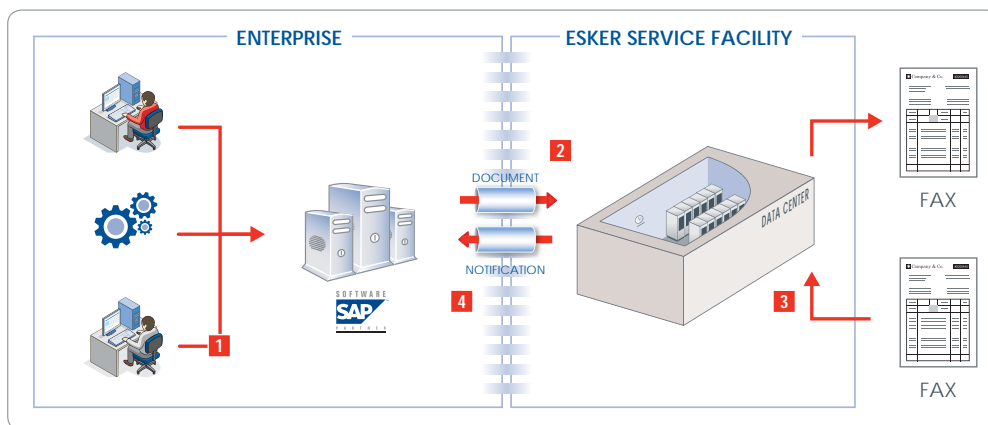 ENTERPRISE
ESKER SERVICE FACILITY
1
2
DOCUMENT
NOTIFICATION
4
SOFTWARE
SAP
PARTNER
DATA CENTER
3
Company & Co.
FAX
Company & Co.
FAX